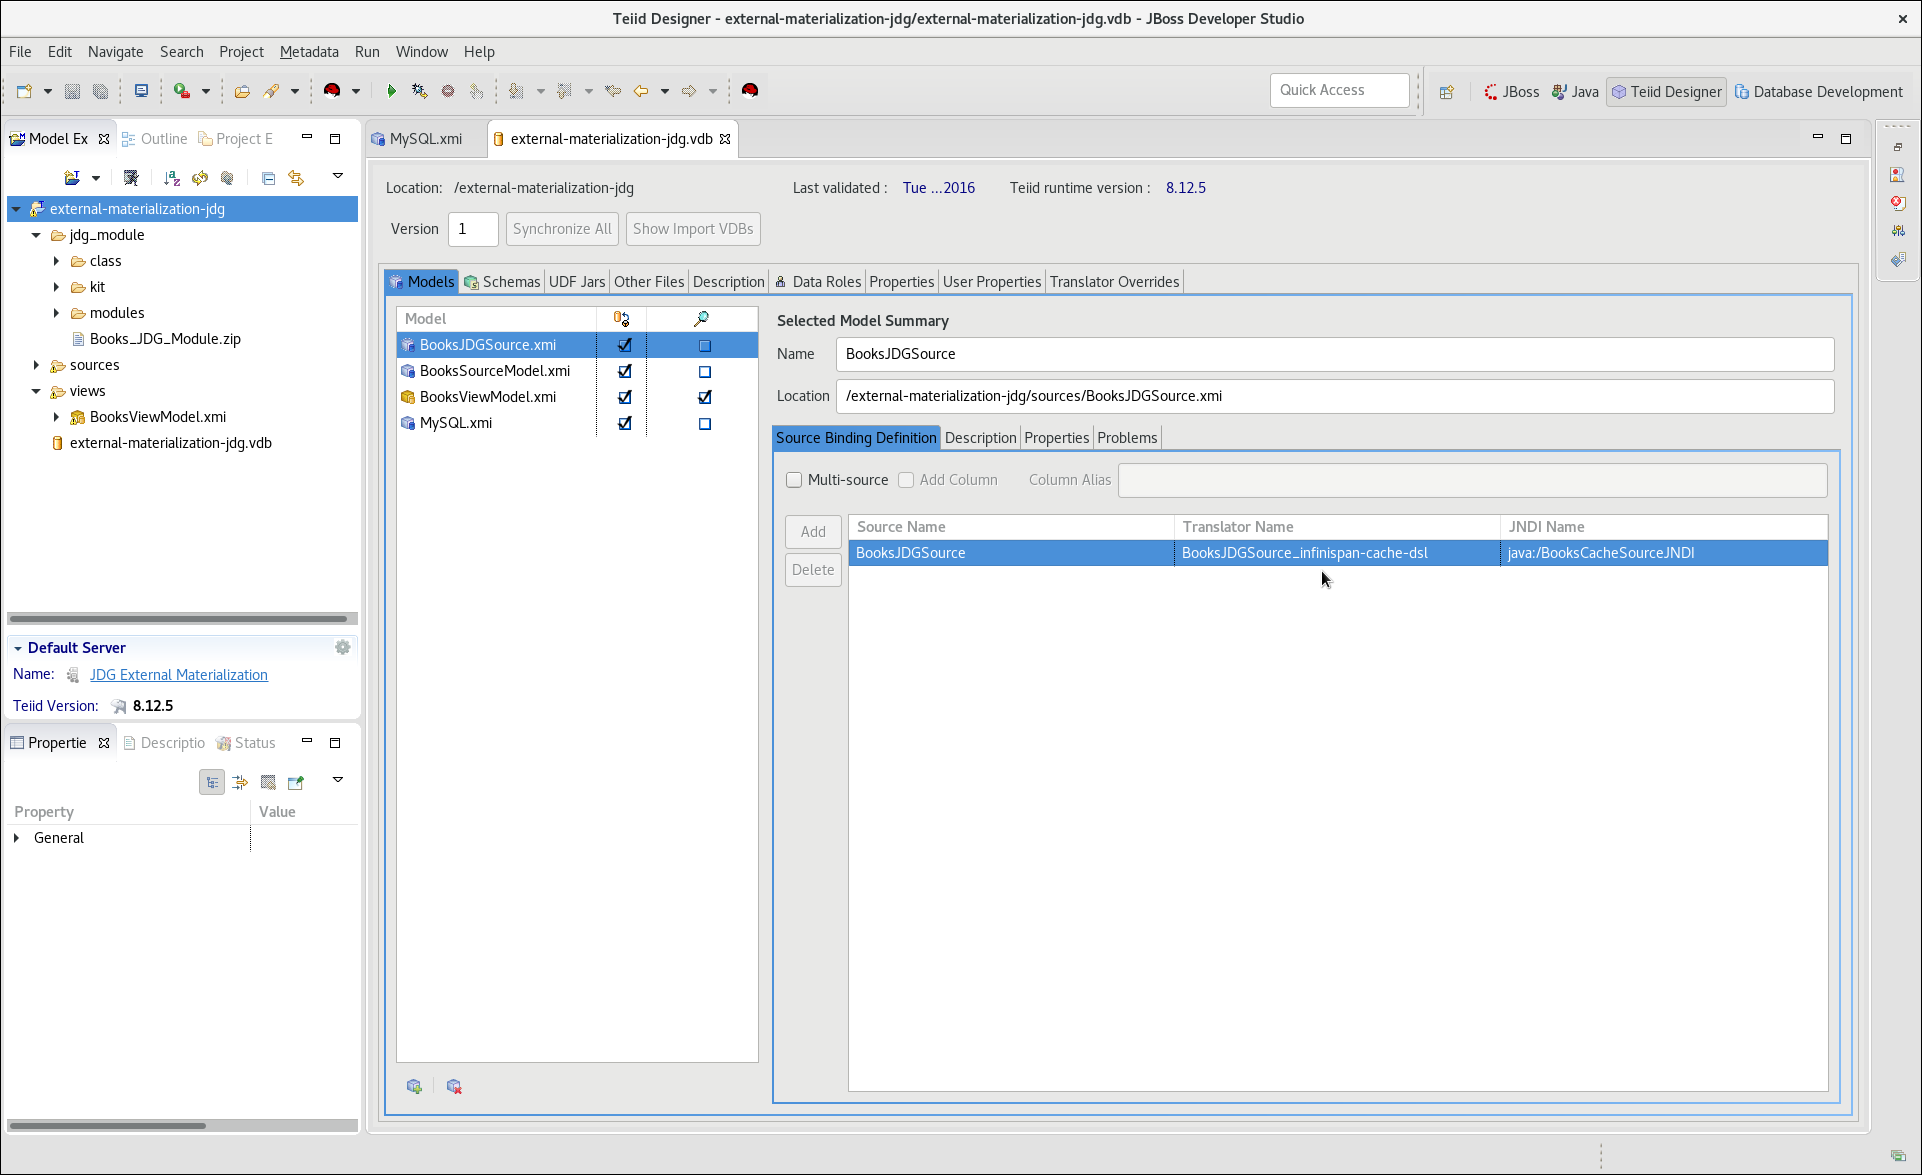 Teiid Designer - external-materialization-jdg/external-materialization-jdg.vdb - JBoss Developer Studio
File Edit Navigate Search Project Metadata Run Window Help
Quick Access
JBoss Java Teiid Designer Database Development
Model Ex Outline Project E
MySQL.xmi external-materialization-jdg.vdb
Location: /external-materialization-jdg Last validated : Tue ...2016 Teiid runtime version : 8.12.5
Version 1 Synchronize All Show Import VDBs
external-materialization-jdg
jdg_module
class
kit
modules
Books_JDG_Module.zip
sources
views
BooksViewModel.xmi
external-materialization-jdg.vdb
Default Server
Name: JDG External Materialization
Teiid Version: 8.12.5
Propertie Descriptio Status
Property Value
General
Models Schemas UDF Jars Other Files Description Data Roles Properties User Properties Translator Overrides
Model
BooksJDGSource.xmi
BooksSourceModel.xmi
BooksViewModel.xmi
MySQL.xmi
Selected Model Summary
Name BooksJDGSource
Location /external-materialization-jdg/sources/BooksJDGSource.xmi
Source Binding Definition Description Properties Problems
Multi-source Add Column Column Alias
Add
Delete
Source Name Translator Name JNDI Name
BooksJDGSource BooksJDGSource_infinispan-cache-dsl java:/BooksCacheSourceJNDI